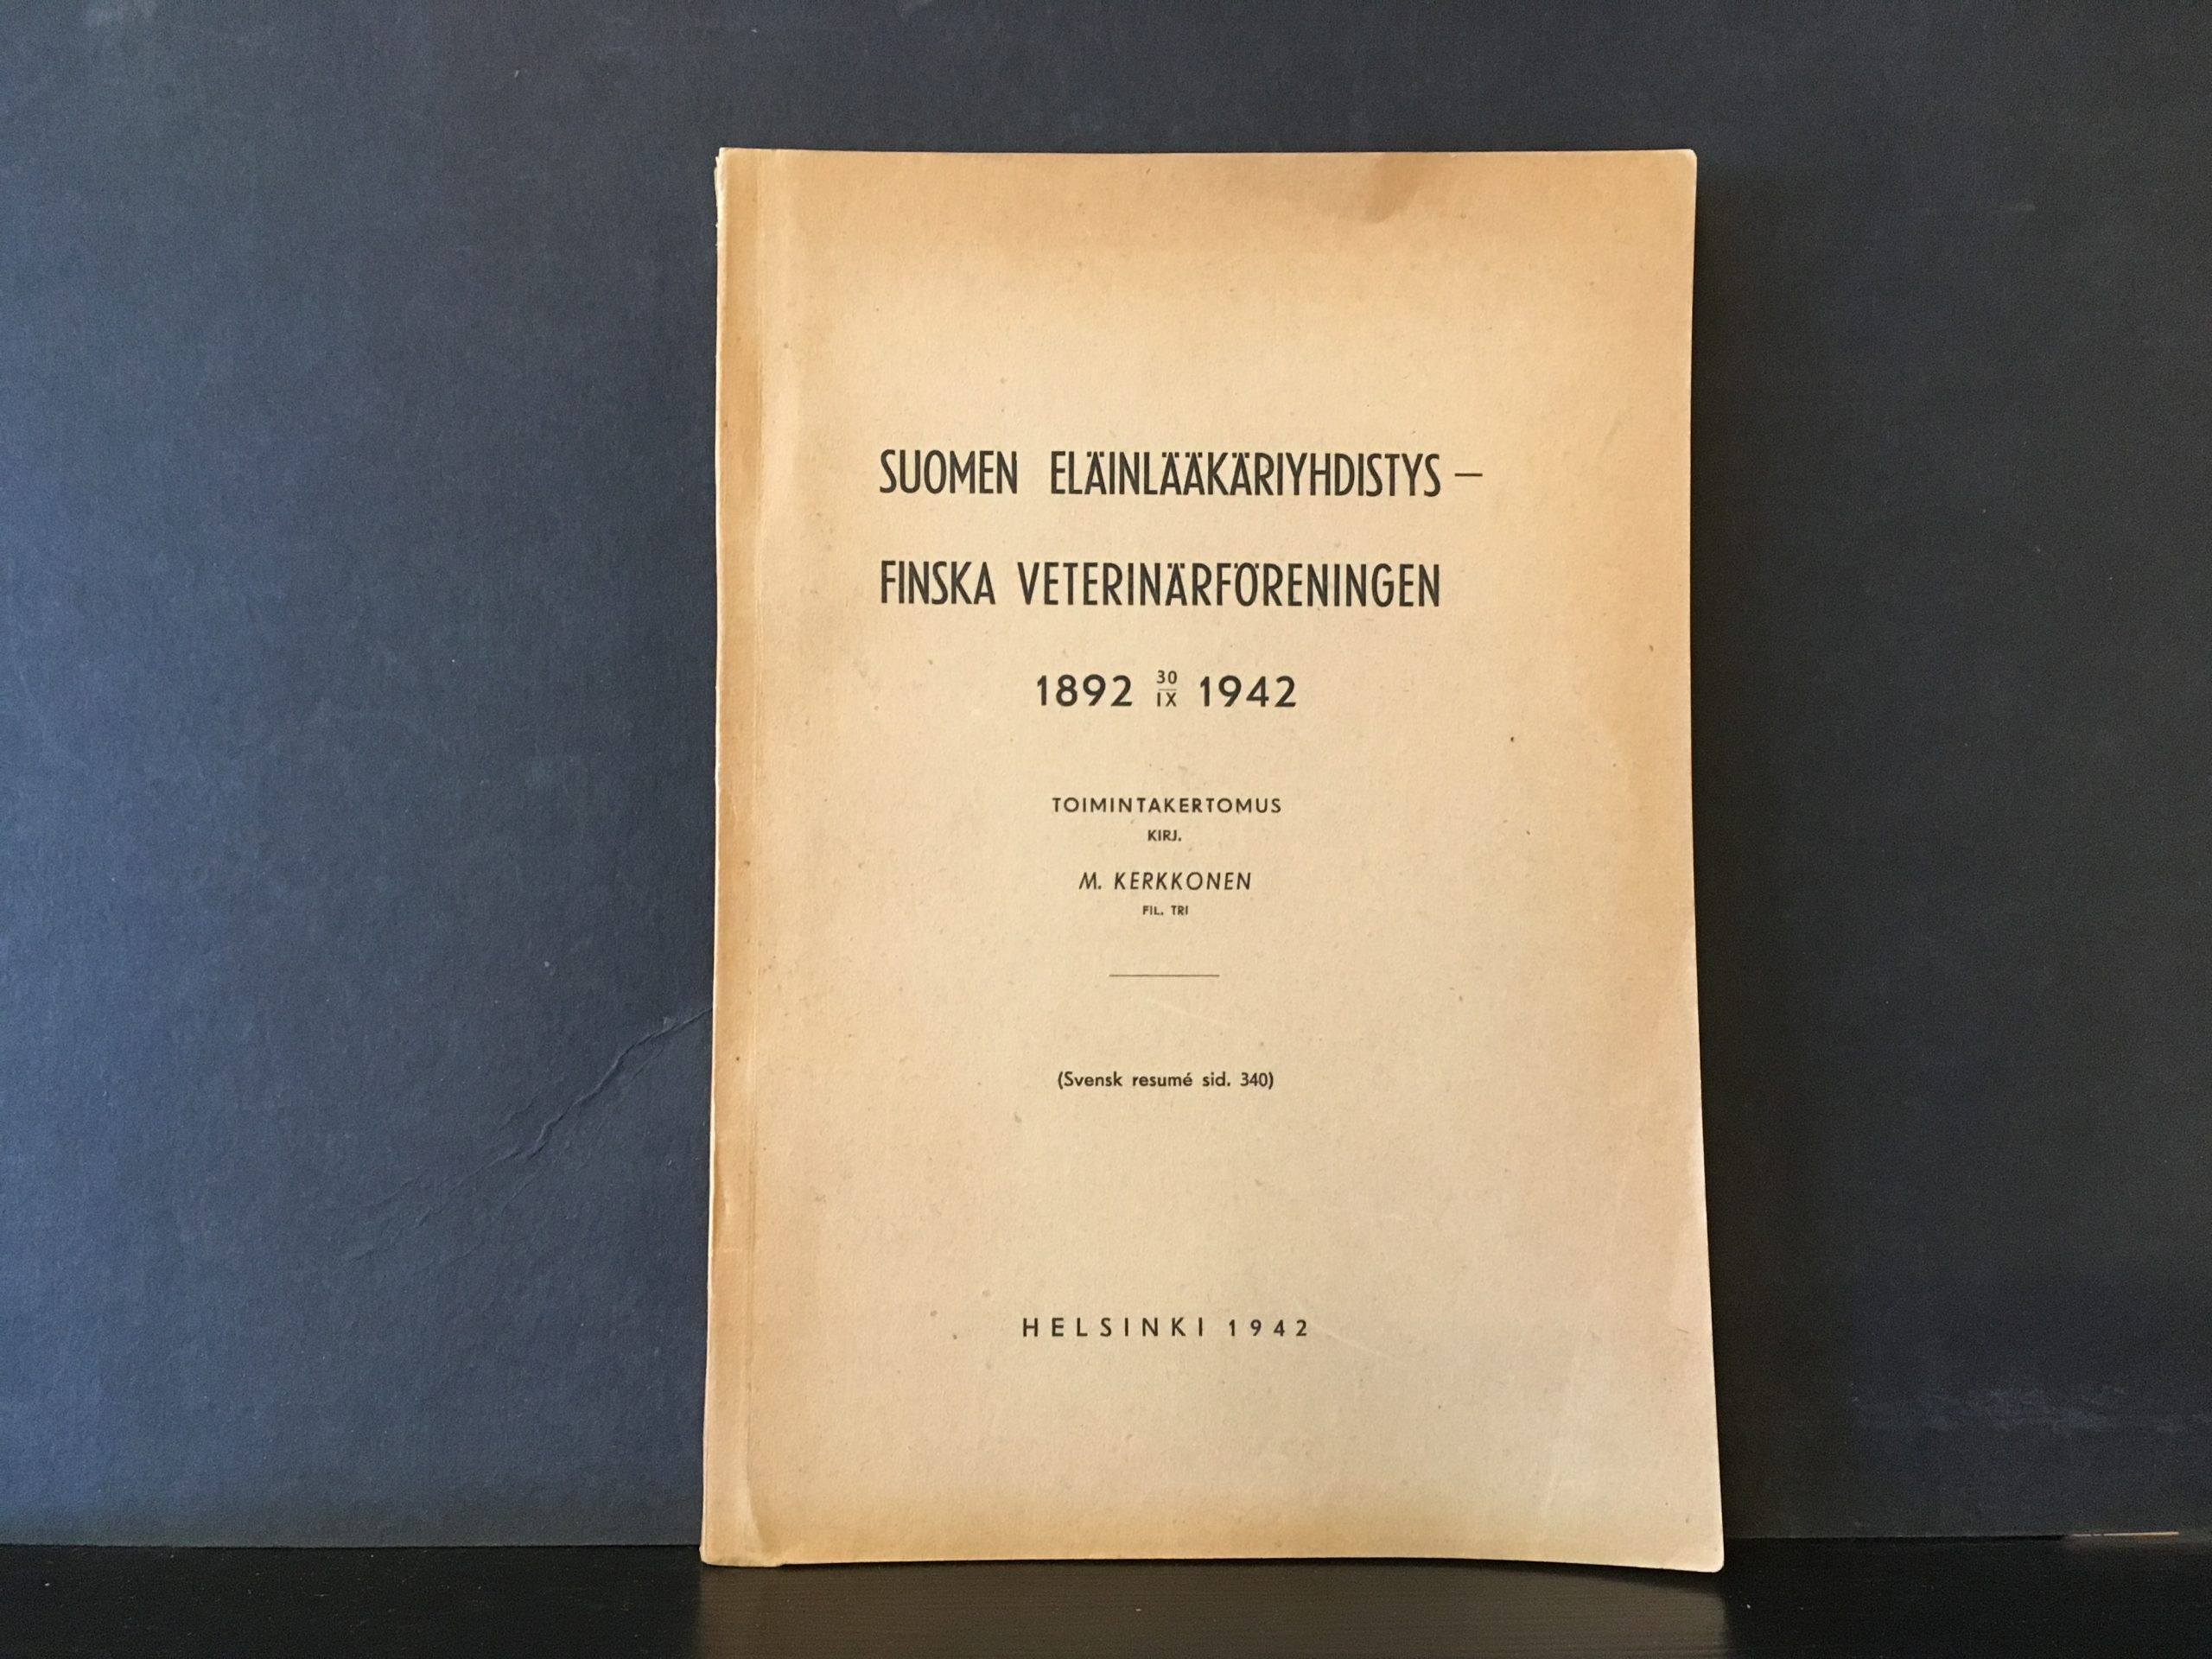 SUOMEN ELÄINLÄÄKÄRIYHDISTYS –
FINSKA VETERINÄRFÖRENINGEN
1892 30/IX 1942
TOIMINTAKERTOMUS
KIRJ.
M. KERKKONEN
FIL. TRI
(Svensk resumé sid. 340)
HELSINKI 1942